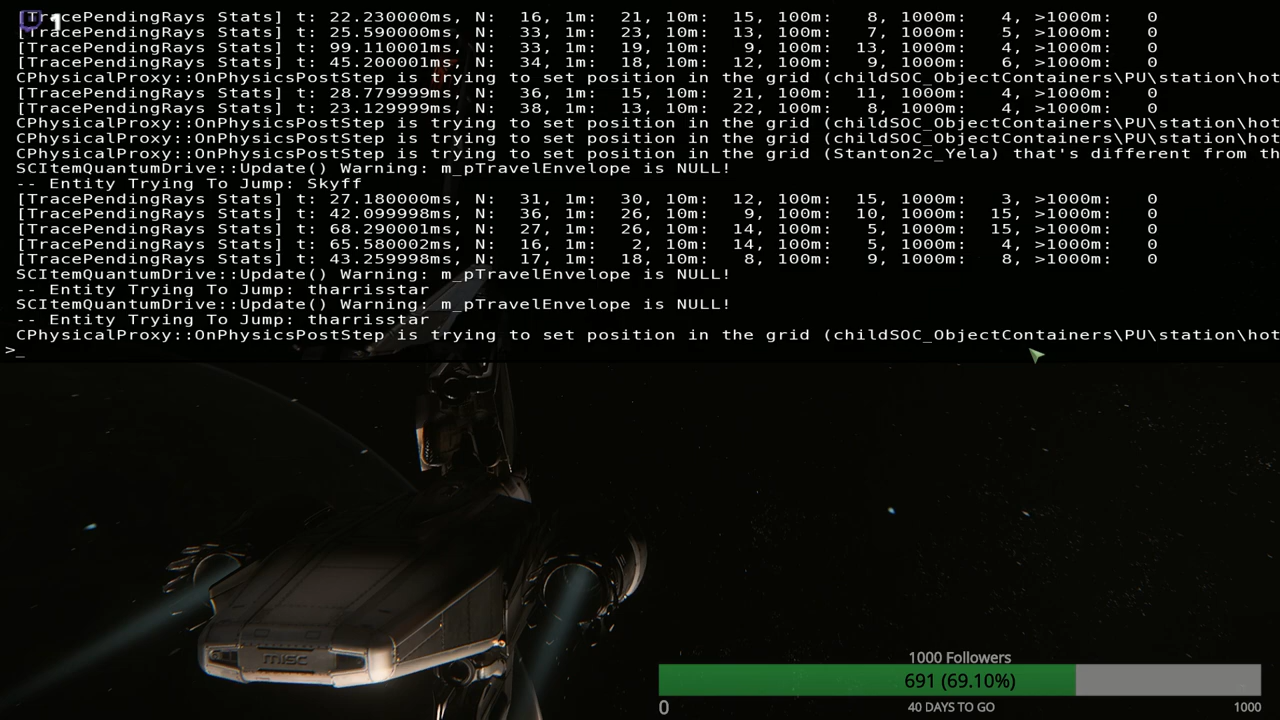 [TracePendingRays Stats] t: 22.230000ms, N: 16, 1m: 21, 10m: 15, 100m: 8, 1000m: 4, >1000m: 0
1
[TracePendingRays Stats] t: 25.590000ms, N: 33, 1m: 23, 10m: 13, 100m: 7, 1000m: 5, >1000m: 0
[TracePendingRays Stats] t: 99.110001ms, N: 33, 1m: 19, 10m: 9, 100m: 13, 1000m: 4, >1000m: 0
[TracePendingRays Stats] t: 45.200001ms, N: 34, 1m: 18, 10m: 12, 100m: 9, 1000m: 6, >1000m: 0
CPhysicalProxy::OnPhysicsPostStep is trying to set position in the grid (childSOC_ObjectContainers\PU\station\hot
[TracePendingRays Stats] t: 28.779999ms, N: 36, 1m: 15, 10m: 21, 100m: 11, 1000m: 4, >1000m: 0
[TracePendingRays Stats] t: 23.129999ms, N: 38, 1m: 13, 10m: 22, 100m: 8, 1000m: 4, >1000m: 0
CPhysicalProxy::OnPhysicsPostStep is trying to set position in the grid (childSOC_ObjectContainers\PU\station\hot
CPhysicalProxy::OnPhysicsPostStep is trying to set position in the grid (childSOC_ObjectContainers\PU\station\hot
CPhysicalProxy::OnPhysicsPostStep is trying to set position in the grid (Stanton2c_Yela) that's different from th
SCItemQuantumDrive::Update() Warning: m_pTravelEnvelope is NULL!
-- Entity Trying To Jump: Skyff
[TracePendingRays Stats] t: 27.180000ms, N: 31, 1m: 30, 10m: 12, 100m: 15, 1000m: 3, >1000m: 0
[TracePendingRays Stats] t: 42.099998ms, N: 36, 1m: 26, 10m: 9, 100m: 10, 1000m: 15, >1000m: 0
[TracePendingRays Stats] t: 68.290001ms, N: 27, 1m: 26, 10m: 14, 100m: 5, 1000m: 15, >1000m: 0
[TracePendingRays Stats] t: 65.580002ms, N: 16, 1m: 2, 10m: 14, 100m: 5, 1000m: 4, >1000m: 0
[TracePendingRays Stats] t: 43.259998ms, N: 17, 1m: 18, 10m: 8, 100m: 9, 1000m: 8, >1000m: 0
SCItemQuantumDrive::Update() Warning: m_pTravelEnvelope is NULL!
-- Entity Trying To Jump: tharrisstar
SCItemQuantumDrive::Update() Warning: m_pTravelEnvelope is NULL!
-- Entity Trying To Jump: tharrisstar
CPhysicalProxy::OnPhysicsPostStep is trying to set position in the grid (childSOC_ObjectContainers\PU\station\hot
>_
misc
1000 Followers
691 (69.10%)
0 40 DAYS TO GO 1000